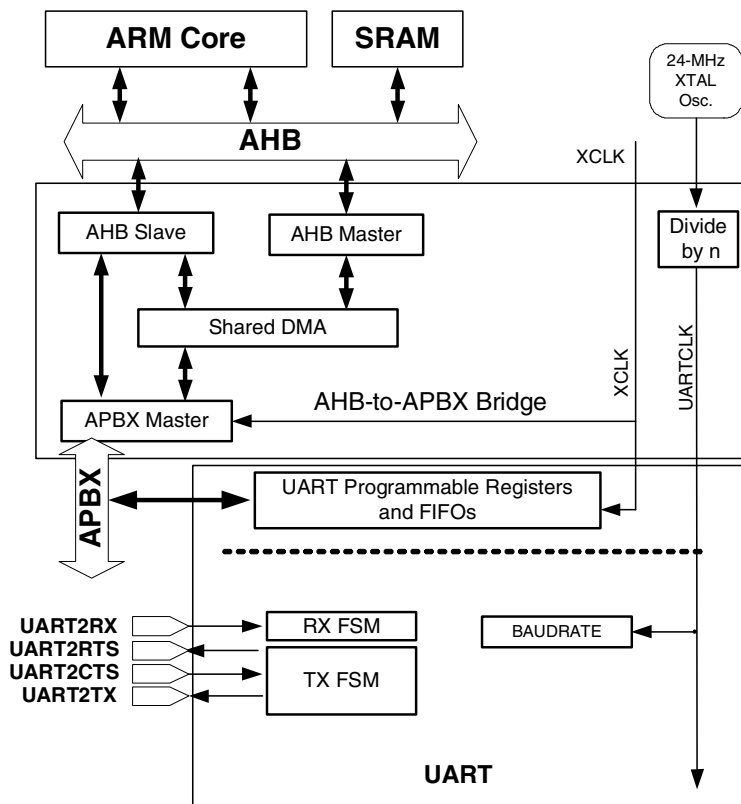 ARM Core
SRAM
24-MHz
XTAL
Osc.
AHB
XCLK
AHB Slave
AHB Master
Divide
by n
Shared DMA
XCLK
UARTCLK
APBX Master
AHB-to-APBX Bridge
APBX
UART Programmable Registers
and FIFOs
UART2RX
RX FSM
UART2RTS
BAUDRATE
UART2CTS
TX FSM
UART2TX
UART